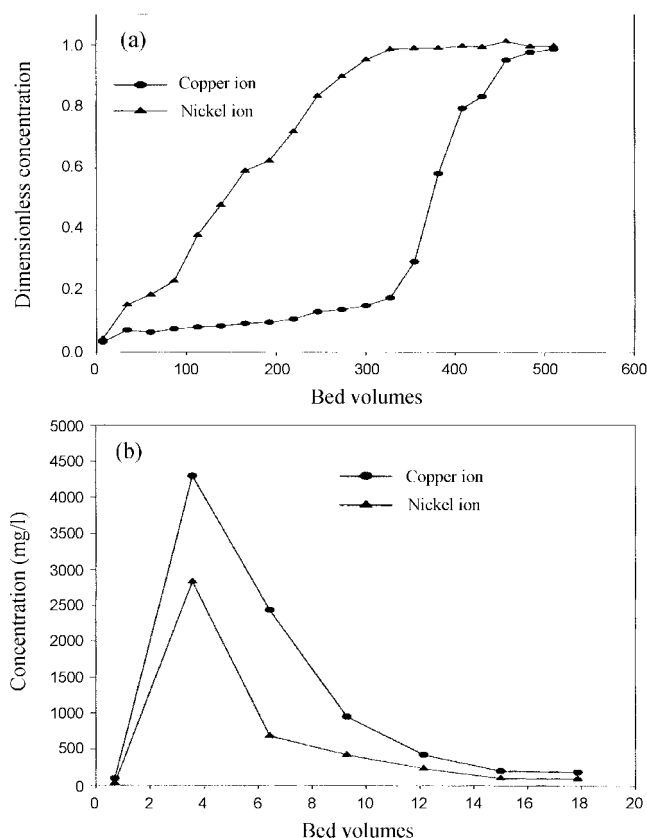 (a)
Copper ion
Nickel ion
Dimensionless concentration
1.0
0.8
0.6
0.4
0.2
0.0
0 100 200 300 400 500 600
Bed volumes
(b)
Copper ion
Nickel ion
Concentration (mg/l)
5000
4500
4000
3500
3000
2500
2000
1500
1000
500
0
0 2 4 6 8 10 12 14 16 18 20
Bed volumes